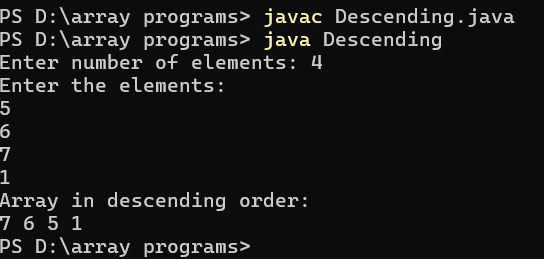 PS D:\array programs> javac Descending.java
PS D:\array programs> java Descending
Enter number of elements: 4
Enter the elements:
5
6
7
1
Array in descending order:
7 6 5 1
PS D:\array programs>